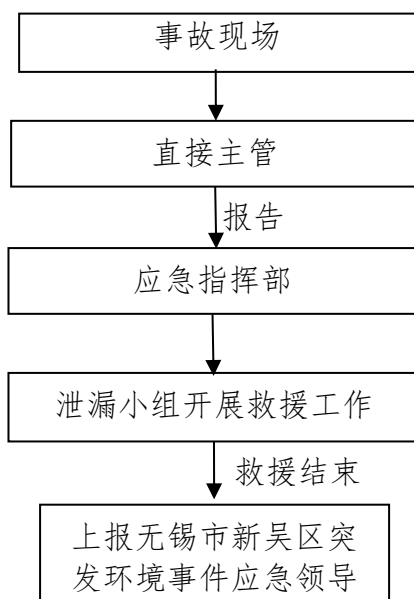 事故现场
直接主管
报告
应急指挥部
泄漏小组开展救援工作
救援结束
上报无锡市新吴区突
发环境事件应急领导